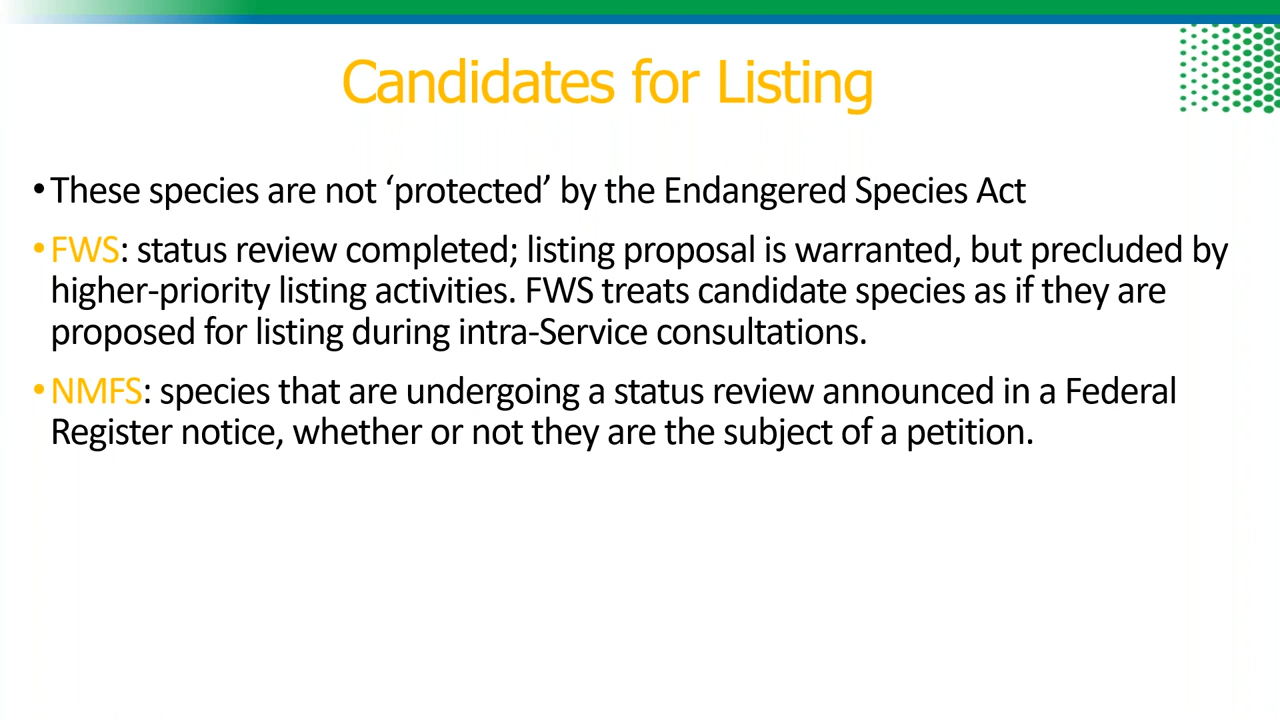 Candidates for Listing
• These species are not ‘protected’ by the Endangered Species Act
• FWS: status review completed; listing proposal is warranted, but precluded by
higher-priority listing activities. FWS treats candidate species as if they are
proposed for listing during intra-Service consultations.
• NMFS: species that are undergoing a status review announced in a Federal
Register notice, whether or not they are the subject of a petition.